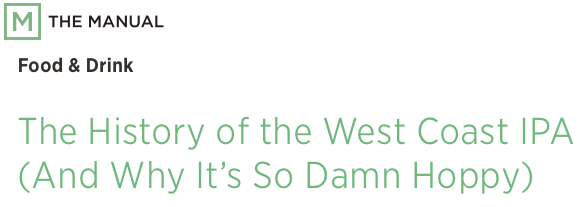 M THE MANUAL
Food & Drink
The History of the West Coast IPA
(And Why It’s So Damn Hoppy)